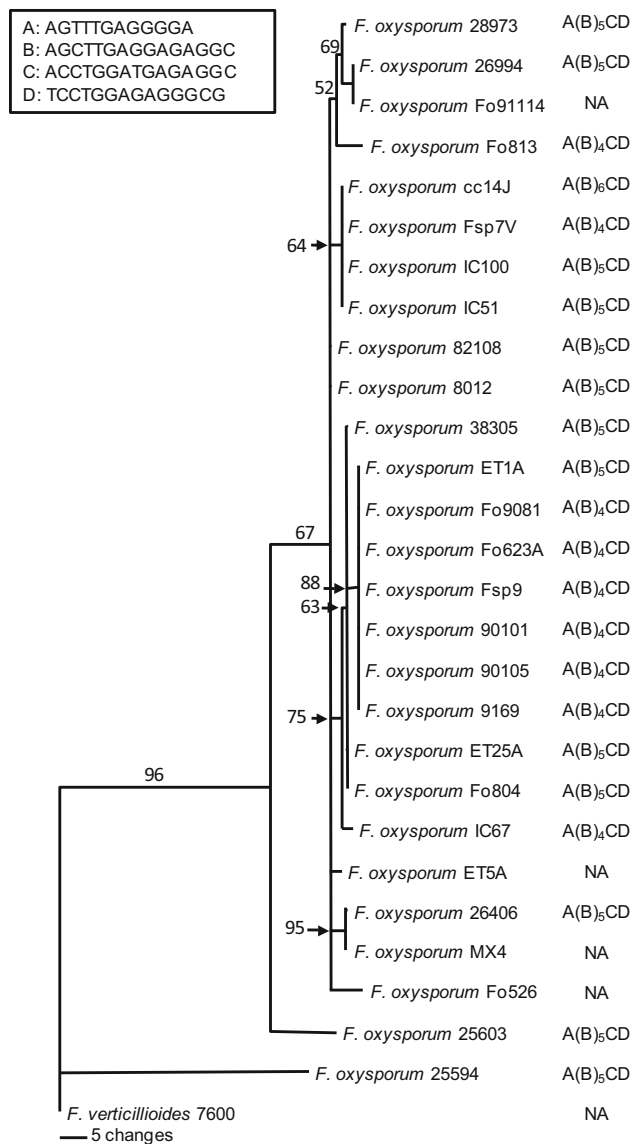 A: AGTTTGAGGGGA
B: AGCTTGAGGAGAGGC
C: ACCTGGATGAGAGGC
D: TCCTGGAGAGGGCG
F. oxysporum 28973 A(B)₅CD
69
F. oxysporum 26994 A(B)₅CD
52
F. oxysporum Fo91114 NA
F. oxysporum Fo813 A(B)₄CD
F. oxysporum cc14J A(B)₆CD
F. oxysporum Fsp7V A(B)₄CD
64
F. oxysporum IC100 A(B)₅CD
F. oxysporum IC51 A(B)₅CD
F. oxysporum 82108 A(B)₅CD
F. oxysporum 8012 A(B)₅CD
F. oxysporum 38305 A(B)₅CD
F. oxysporum ET1A A(B)₅CD
F. oxysporum Fo9081 A(B)₄CD
67
F. oxysporum Fo623A A(B)₄CD
88
F. oxysporum Fsp9 A(B)₄CD
63
F. oxysporum 90101 A(B)₄CD
F. oxysporum 90105 A(B)₄CD
75
F. oxysporum 9169 A(B)₄CD
F. oxysporum ET25A A(B)₅CD
96
F. oxysporum Fo804 A(B)₅CD
F. oxysporum IC67 A(B)₄CD
F. oxysporum ET5A NA
F. oxysporum 26406 A(B)₅CD
95
F. oxysporum MX4 NA
F. oxysporum Fo526 NA
F. oxysporum 25603 A(B)₅CD
F. oxysporum 25594 A(B)₅CD
F. verticillioides 7600 NA
5 changes